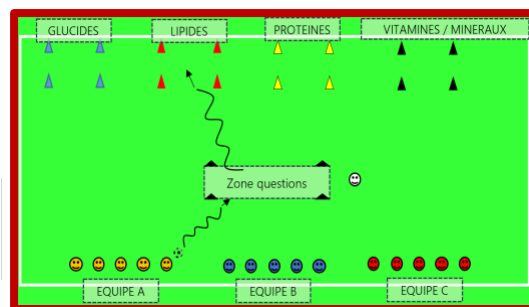 GLUCIDES
LIPIDES
PROTEINES
VITAMINES / MINERAUX
Zone questions
EQUIPE A
EQUIPE B
EQUIPE C